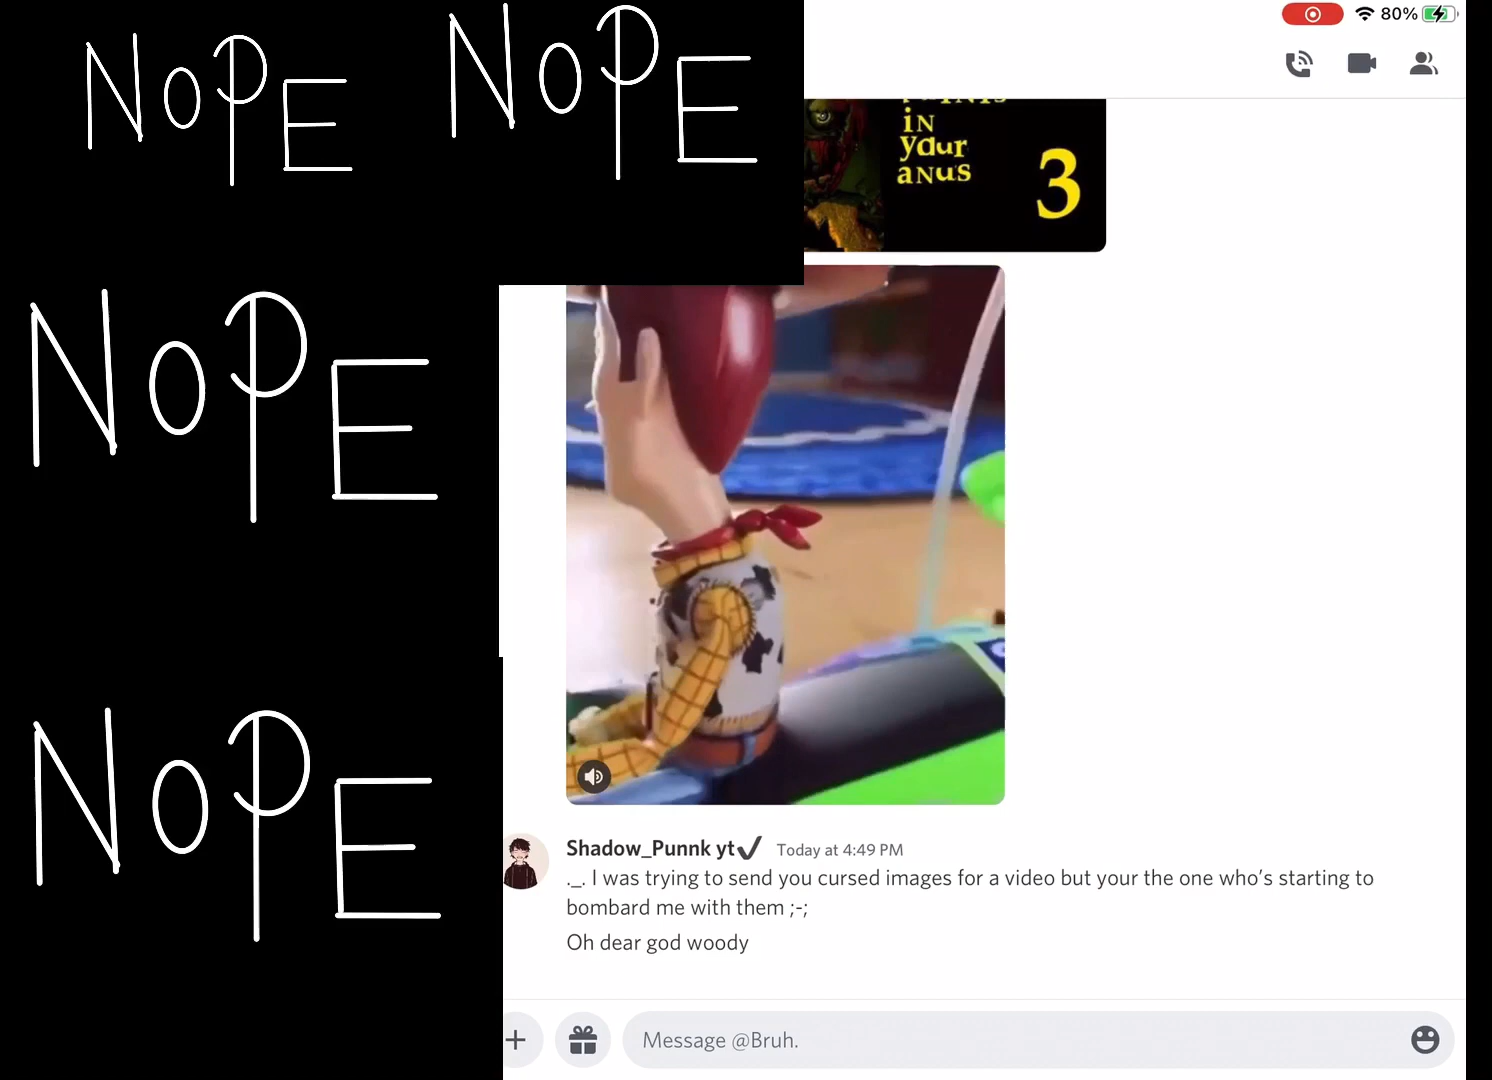 NOPE NOPE
80%
iN
yOur
aNus
3
NOPE
NOPE
Shadow_Punnk yt✔ Today at 4:49 PM
._. I was trying to send you cursed images for a video but your the one who’s starting to
bombard me with them ;-;
Oh dear god woody
Message @Bruh.